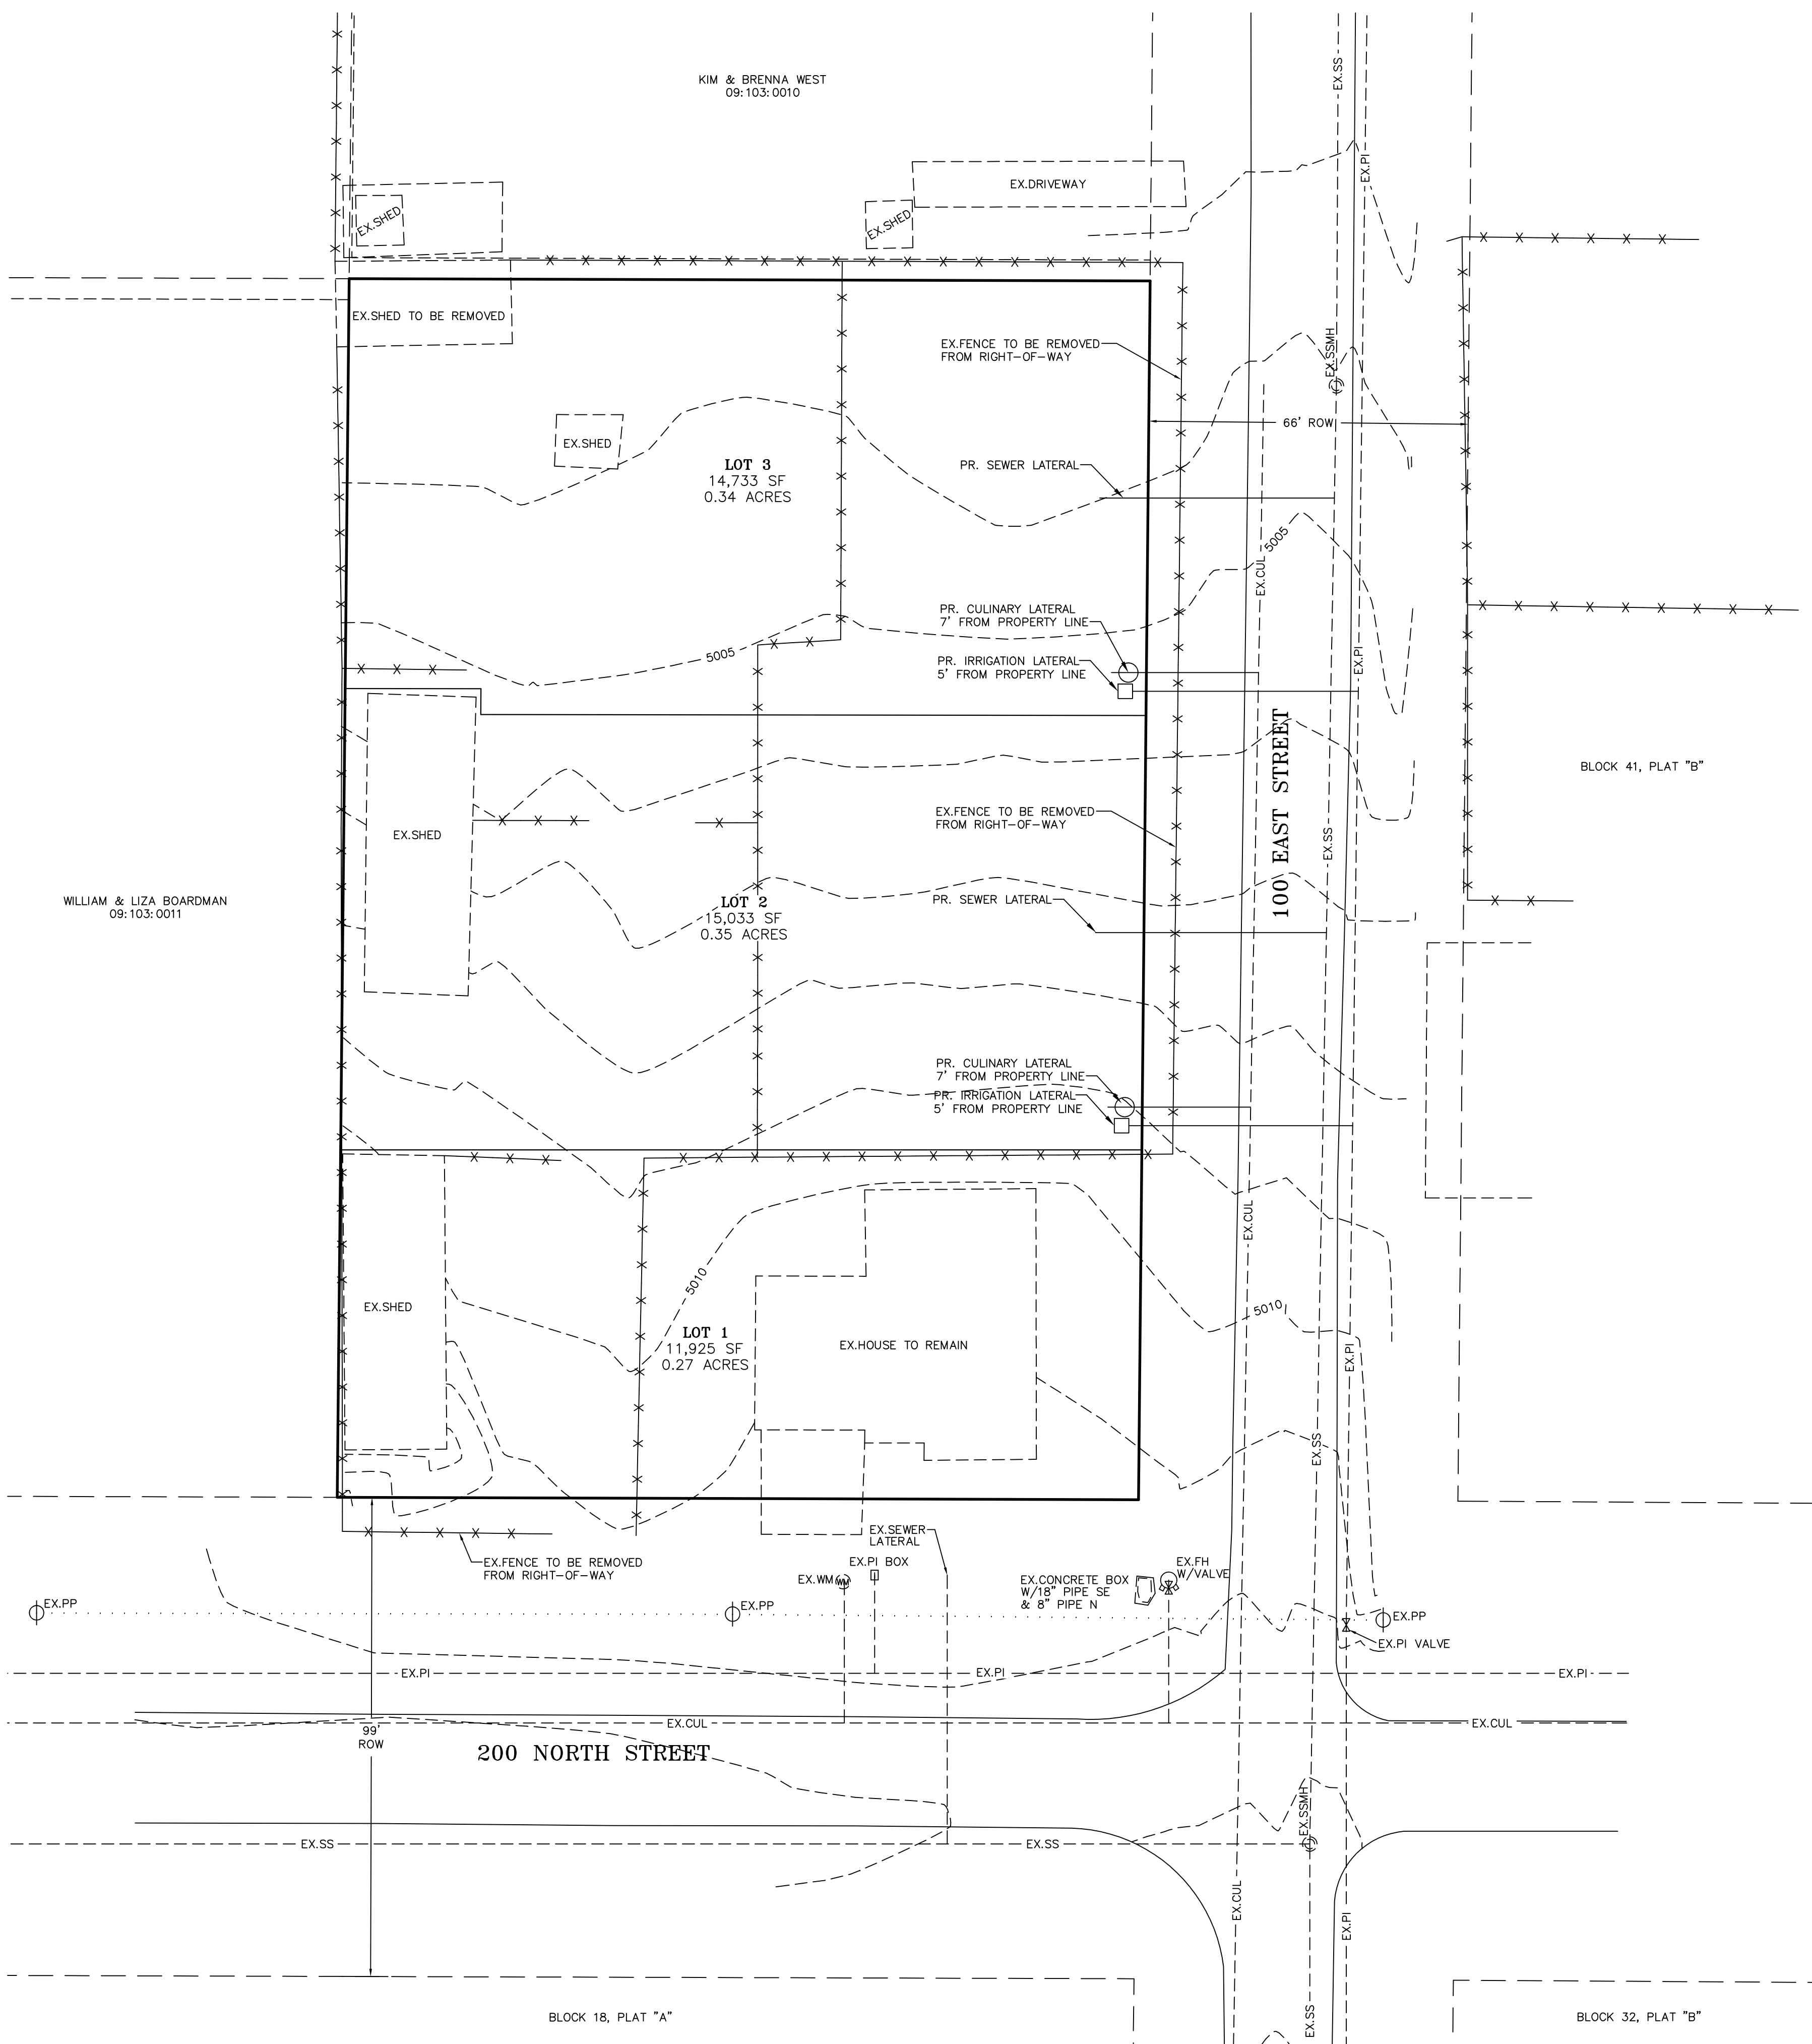 KIM & BRENNA WEST
09:103:0010
EX.SS
EX.PI
EX.DRIVEWAY
EX.SHED
EX.SHED
EX.SHED TO BE REMOVED
EX.FENCE TO BE REMOVED
FROM RIGHT-OF-WAY
EX.SSMH
66' ROW
EX.SHED
LOT 3
14,733 SF
0.34 ACRES
PR. SEWER LATERAL
5005
EX.CUL
PR. CULINARY LATERAL
7' FROM PROPERTY LINE
5005
PR. IRRIGATION LATERAL
5' FROM PROPERTY LINE
EX.PI
100 EAST STREET
BLOCK 41, PLAT "B"
EX.FENCE TO BE REMOVED
FROM RIGHT-OF-WAY
EX.SHED
EX.SS
WILLIAM & LIZA BOARDMAN
09:103:0011
LOT 2
15,033 SF
0.35 ACRES
PR. SEWER LATERAL
PR. CULINARY LATERAL
7' FROM PROPERTY LINE
PR. IRRIGATION LATERAL
5' FROM PROPERTY LINE
EX.CUL
5010
5010
EX.SHED
LOT 1
11,925 SF
0.27 ACRES
EX.HOUSE TO REMAIN
EX.PI
EX.SS
EX.SEWER
LATERAL
EX.FENCE TO BE REMOVED
FROM RIGHT-OF-WAY
EX.PI BOX
EX.WM
WM
EX.CONCRETE BOX
W/18" PIPE SE
& 8" PIPE N
EX.FH
W/VALVE
EX.PP
EX.PP
EX.PP
EX.PI VALVE
EX.PI
EX.PI
EX.PI
EX.CUL
EX.CUL
99'
ROW
200 NORTH STREET
EX.SSMH
EX.SS
EX.SS
EX.CUL
EX.PI
EX.SS
BLOCK 18, PLAT "A"
BLOCK 32, PLAT "B"